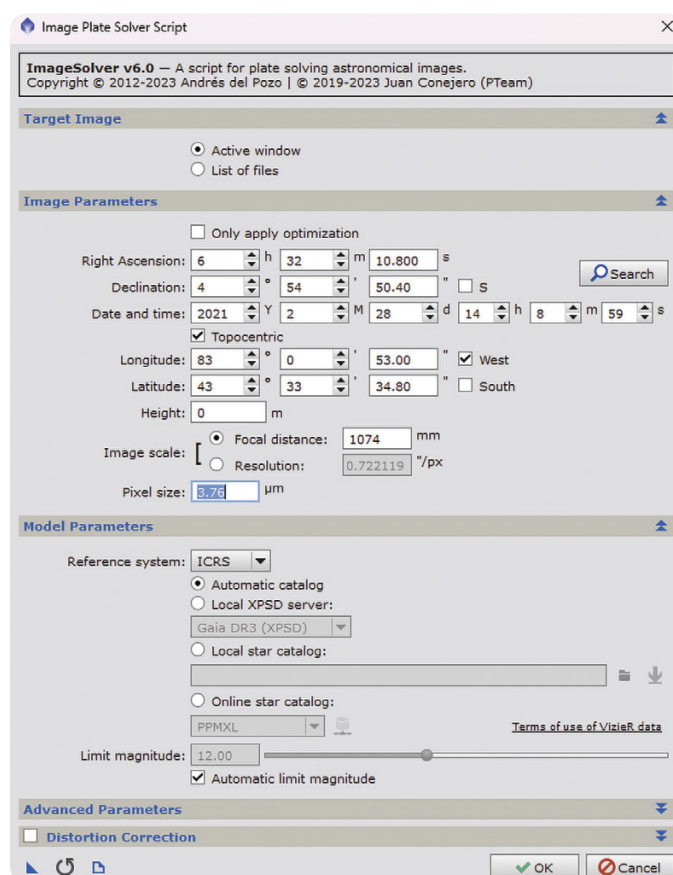 Image Plate Solver Script
ImageSolver v6.0 — A script for plate solving astronomical images.
Copyright © 2012-2023 Andrés del Pozo | © 2019-2023 Juan Conejero (PTeam)
Target Image
Active window
List of files
Image Parameters
Only apply optimization
Right Ascension: 6 h 32 m 10.800 s
Search
Declination: 4 ° 54 ' 50.40 " S
Date and time: 2021 Y 2 M 28 d 14 h 8 m 59 s
Topocentric
Longitude: 83 ° 0 ' 53.00 " West
Latitude: 43 ° 33 ' 34.80 " South
Height: 0 m
Image scale: [ Focal distance: 1074 mm
Resolution: 0.722119 "/px
Pixel size: 3.76 µm
Model Parameters
Reference system: ICRS
Automatic catalog
Local XPSD server:
Gaia DR3 (XPSD)
Local star catalog:
Online star catalog:
PPMXL Terms of use of VizieR data
Limit magnitude: 12.00
Automatic limit magnitude
Advanced Parameters
Distortion Correction
OK Cancel